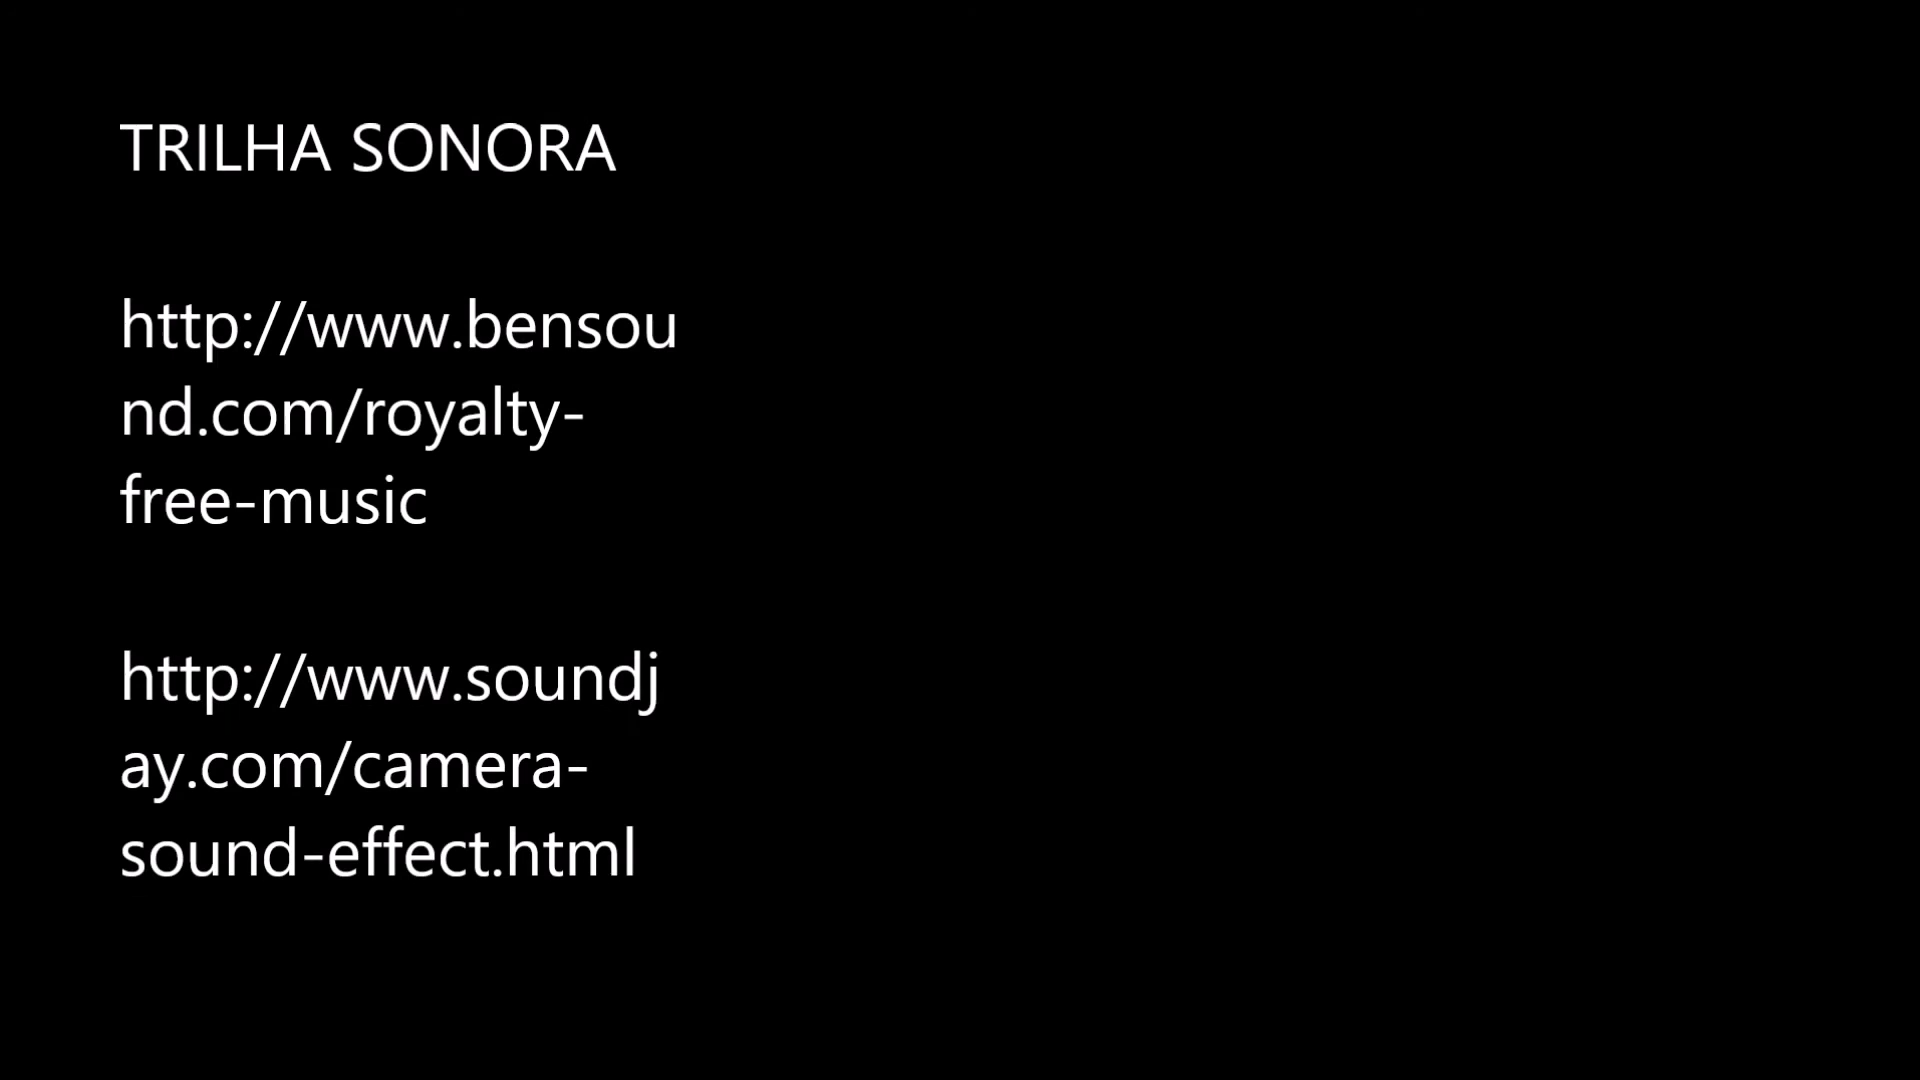 TRILHA SONORA
http://www.bensou
nd.com/royalty-
free-music
http://www.soundj
ay.com/camera-
sound-effect.html